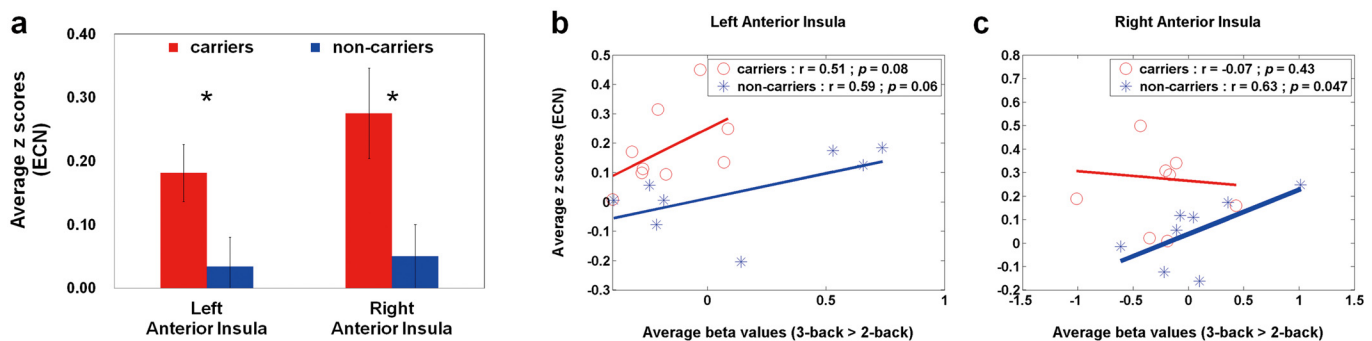 a
Average z scores
(ECN)
0.40
0.30
0.20
0.10
0.00
carriers
non-carriers
*
*
Left
Anterior Insula
Right
Anterior Insula
b
Left Anterior Insula
Average z scores (ECN)
0.5
0.4
0.3
0.2
0.1
0
-0.1
-0.2
-0.3
0
0.5
1
carriers : r = 0.51 ; p = 0.08
non-carriers : r = 0.59 ; p = 0.06
Average beta values (3-back > 2-back)
c
Right Anterior Insula
0.8
0.7
0.6
0.5
0.4
0.3
0.2
0.1
0
-0.1
-0.2
-1.5
-1
-0.5
0
0.5
1
1.5
carriers : r = -0.07 ; p = 0.43
non-carriers : r = 0.63 ; p = 0.047
Average beta values (3-back > 2-back)